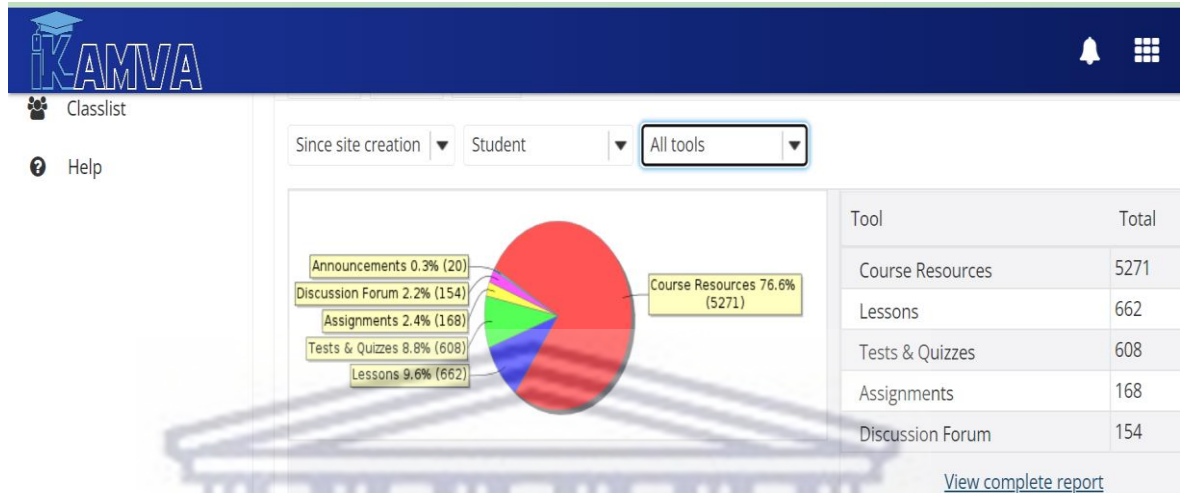 iKAMVA
Classlist
Help
Since site creation
Student
All tools
Announcements 0.3% (20)
Discussion Forum 2.2% (154)
Assignments 2.4% (168)
Tests & Quizzes 8.8% (608)
Lessons 9.6% (662)
Course Resources 76.6%
(5271)
Tool Total
Course Resources 5271
Lessons 662
Tests & Quizzes 608
Assignments 168
Discussion Forum 154
View complete report